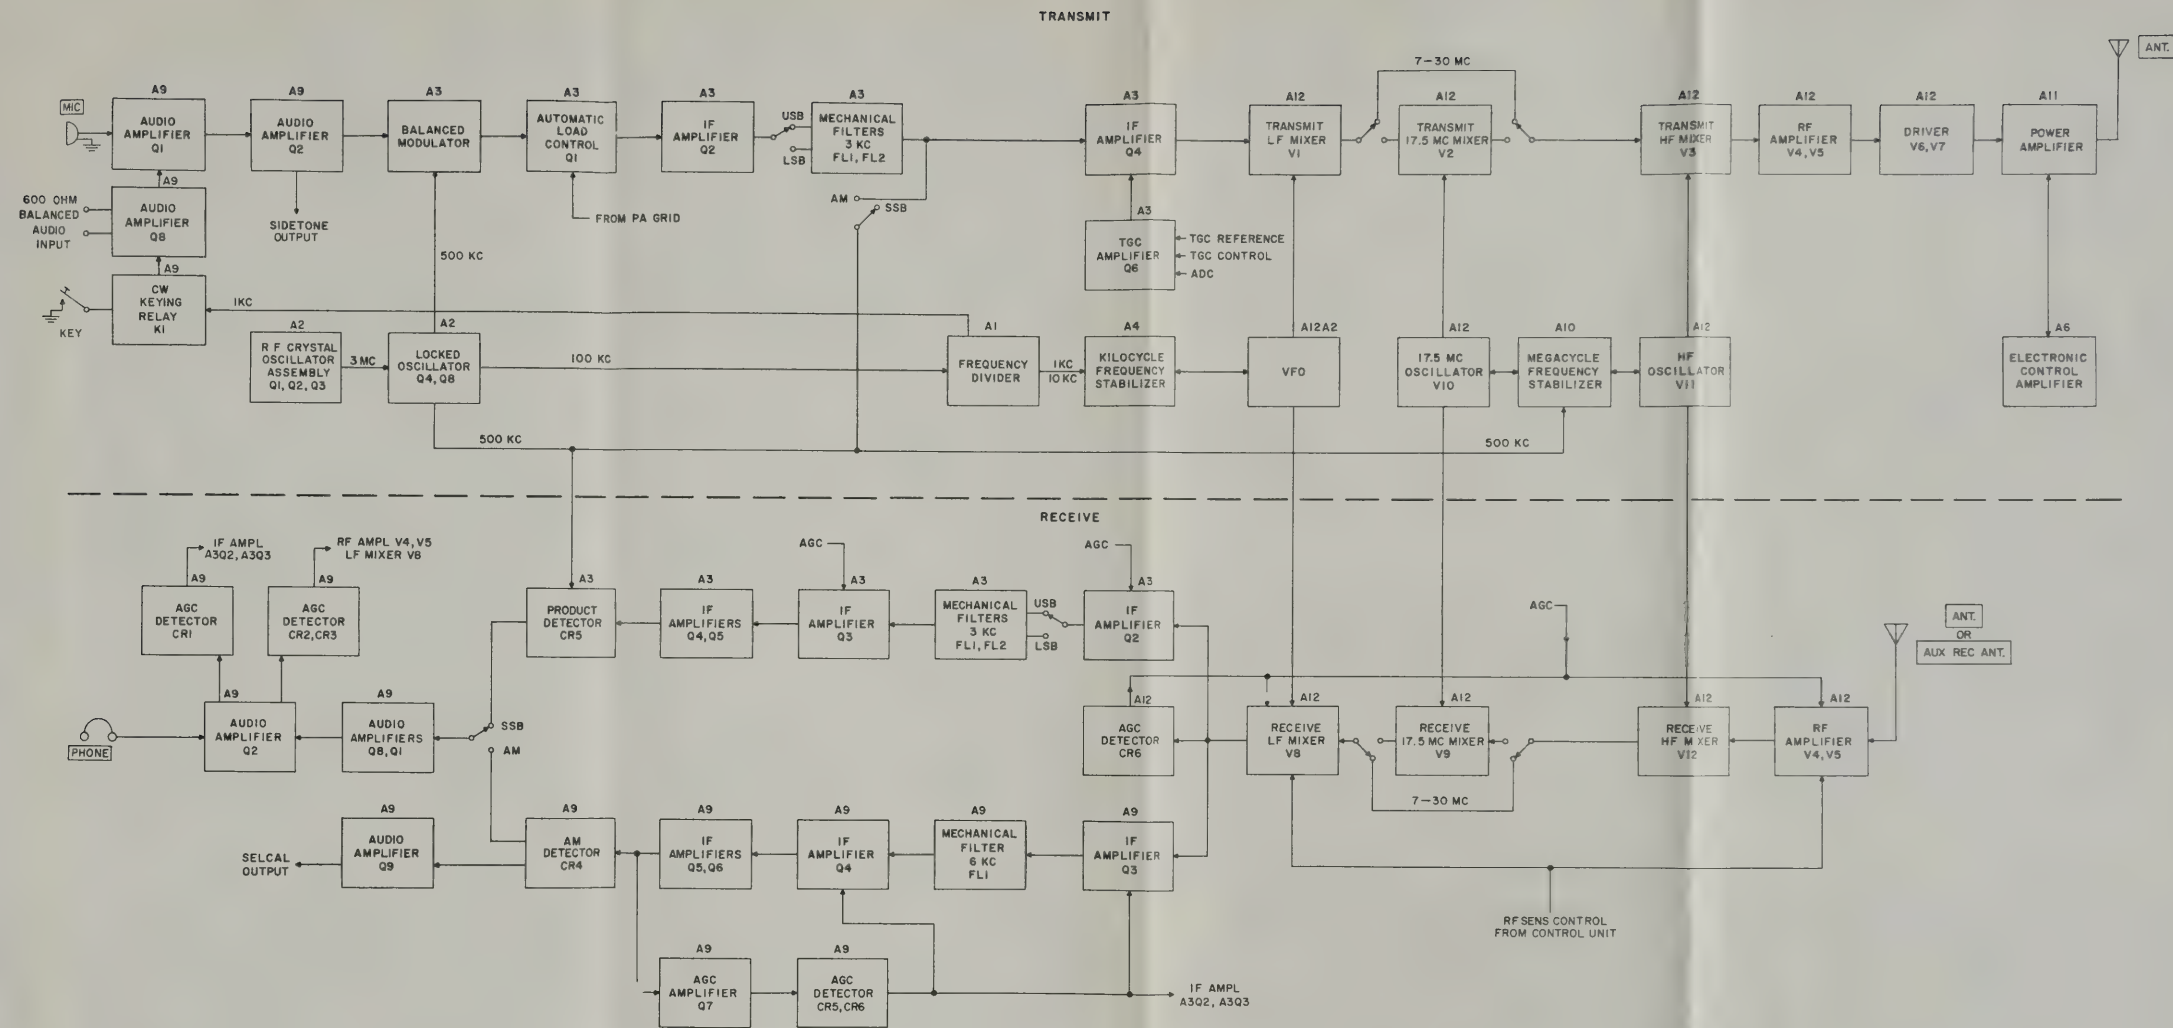 TRANSMIT
ANT.
7-30 MC
MIC
A9
AUDIO
AMPLIFIER
Q1
A9
AUDIO
AMPLIFIER
Q2
A3
BALANCED
MODULATOR
A3
AUTOMATIC
LOAD
CONTROL
Q1
A3
IF
AMPLIFIER
Q2
USB
LSB
A3
MECHANICAL
FILTERS
3 KC
FL1, FL2
A3
IF
AMPLIFIER
Q4
A12
TRANSMIT
LF MIXER
V1
A12
TRANSMIT
17.5 MC MIXER
V2
A12
TRANSMIT
HF MIXER
V3
A12
RF
AMPLIFIER
V4, V5
A12
DRIVER
V6, V7
A11
POWER
AMPLIFIER
600 OHM
BALANCED
AUDIO
INPUT
A9
AUDIO
AMPLIFIER
Q8
SIDETONE
OUTPUT
FROM PA GRID
AM
SSB
A3
TGC
AMPLIFIER
Q6
TGC REFERENCE
TGC CONTROL
ADC
500 KC
KEY
A9
CW
KEYING
RELAY
K1
1KC
A2
R F CRYSTAL
OSCILLATOR
ASSEMBLY
Q1, Q2, Q3
3 MC
A2
LOCKED
OSCILLATOR
Q4, Q8
100 KC
A1
FREQUENCY
DIVIDER
1KC
10 KC
A4
KILOCYCLE
FREQUENCY
STABILIZER
A12A2
VFO
A12
17.5 MC
OSCILLATOR
V10
A10
MEGACYCLE
FREQUENCY
STABILIZER
A12
HF
OSCILLATOR
V11
A6
ELECTRONIC
CONTROL
AMPLIFIER
500 KC
500 KC
RECEIVE
IF AMPL
A3Q2, A3Q3
RF AMPL V4, V5
LF MIXER V8
A9
AGC
DETECTOR
CR1
A9
AGC
DETECTOR
CR2, CR3
A3
PRODUCT
DETECTOR
CR5
A3
IF
AMPLIFIERS
Q4, Q5
AGC
A3
IF
AMPLIFIER
Q3
A3
MECHANICAL
FILTERS
3 KC
FL1, FL2
USB
LSB
AGC
A3
IF
AMPLIFIER
Q2
AGC
ANT.
OR
AUX REC ANT.
PHONE
A9
AUDIO
AMPLIFIER
Q2
A9
AUDIO
AMPLIFIERS
Q8, Q1
SSB
AM
A12
AGC
DETECTOR
CR6
A12
RECEIVE
LF MIXER
V8
A12
RECEIVE
17.5 MC MIXER
V9
A12
RECEIVE
HF MIXER
V12
A12
RF
AMPLIFIER
V4, V5
7-30 MC
SELCAL
OUTPUT
A9
AUDIO
AMPLIFIER
Q9
A9
AM
DETECTOR
CR4
A9
IF
AMPLIFIERS
Q5, Q6
A9
IF
AMPLIFIER
Q4
A9
MECHANICAL
FILTER
6 KC
FL1
A9
IF
AMPLIFIER
Q3
RF SENS CONTROL
FROM CONTROL UNIT
A9
AGC
AMPLIFIER
Q7
A9
AGC
DETECTOR
CR5, CR6
IF AMPL
A3Q2, A3Q3